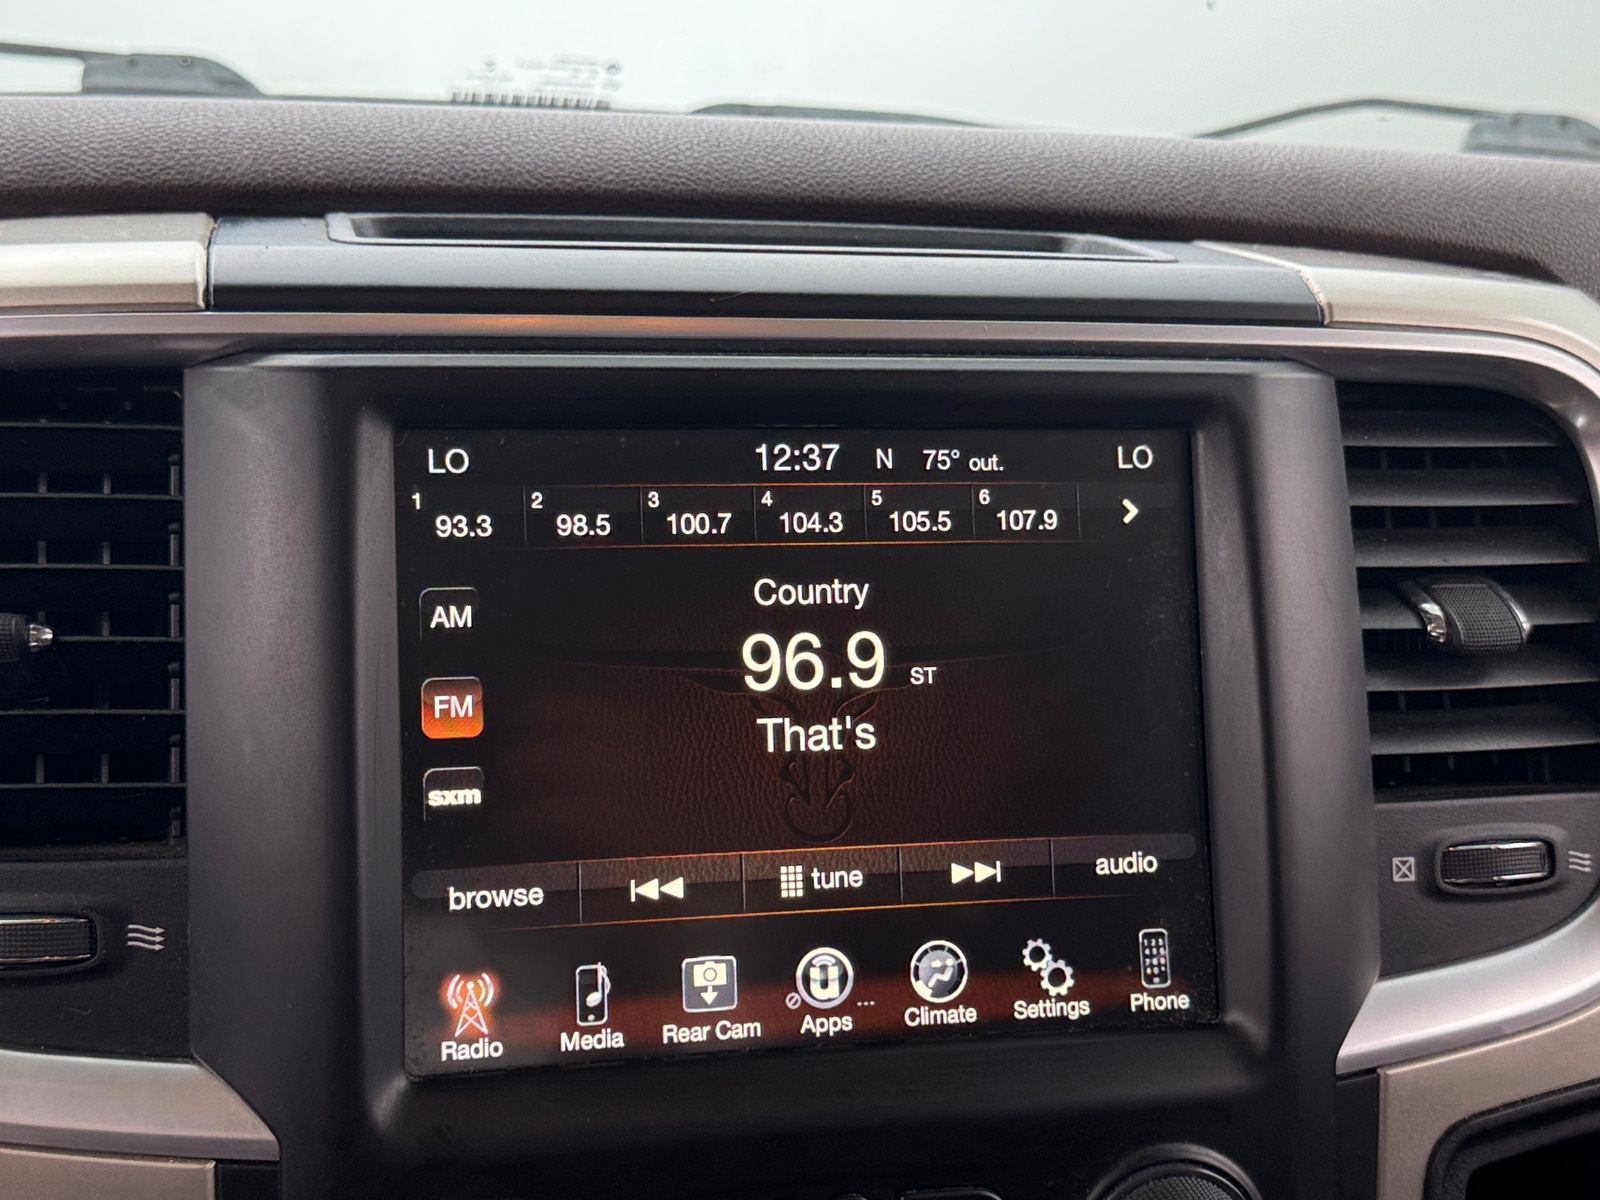 LO 12:37 N 75° out. LO
1 93.3 2 98.5 3 100.7 4 104.3 5 105.5 6 107.9
Country
AM
96.9 ST
FM
That's
sxm
browse tune audio
Radio Media Rear Cam Apps ... Climate Settings Phone